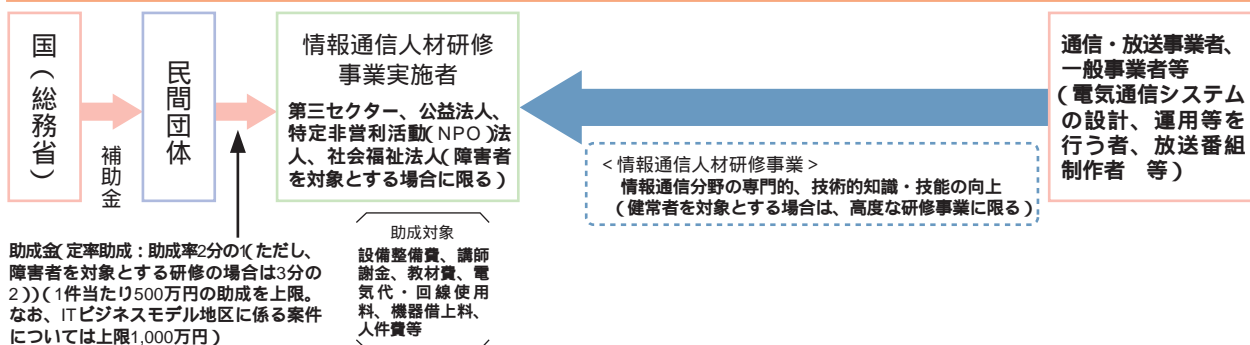 国（総務省）
補助金
民間団体
情報通信人材研修
事業実施者
第三セクター、公益法人、
特定非営利活動（NPO）法
人、社会福祉法人（障害者
を対象とする場合に限る）
通信・放送事業者、
一般事業者等
（電気通信システム
の設計、運用等を
行う者、放送番組
制作者　等）
＜情報通信人材研修事業＞
情報通信分野の専門的、技術的知識・技能の向上
（健常者を対象とする場合は、高度な研修事業に限る）
助成金（定率助成：助成率2分の1（ただし、
障害者を対象とする研修の場合は3分の
2））（1件当たり500万円の助成を上限。
なお、ITビジネスモデル地区に係る案件
については上限1,000万円）
助成対象
設備整備費、講師
謝金、教材費、電
気代・回線使用
料、機器借上料、
人件費等